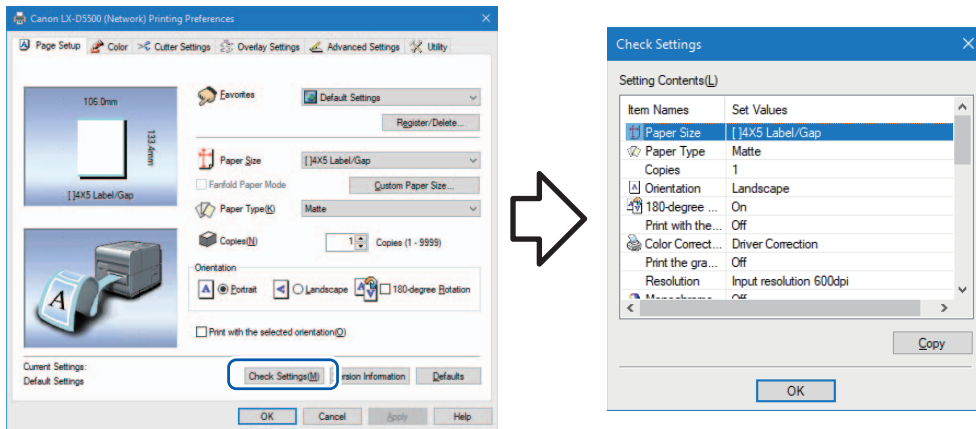 Canon LX-D5500 (Network) Printing Preferences
Page Setup Color Cutter Settings Overlay Settings Advanced Settings Utility
106.0mm
133.4mm
[ ]4X5 Label/Gap
Favorites Default Settings
Register/Delete...
Paper Size [ ]4X5 Label/Gap
Fanfold Paper Mode Custom Paper Size...
Paper Type(K) Matte
Copies(N) 1 Copies (1 - 9999)
Orientation
A Portrait Landscape 180-degree Rotation
Print with the selected orientation(O)
A
Current Settings:
Default Settings
Check Settings(M) Information Defaults
OK Cancel Apply Help
Check Settings
Setting Contents(L)
Item Names Set Values
Paper Size [ ]4X5 Label/Gap
Paper Type Matte
Copies 1
Orientation Landscape
180-degree ... On
Print with the... Off
Color Correct... Driver Correction
Print the gra... Off
Resolution Input resolution 600dpi
Copy
OK